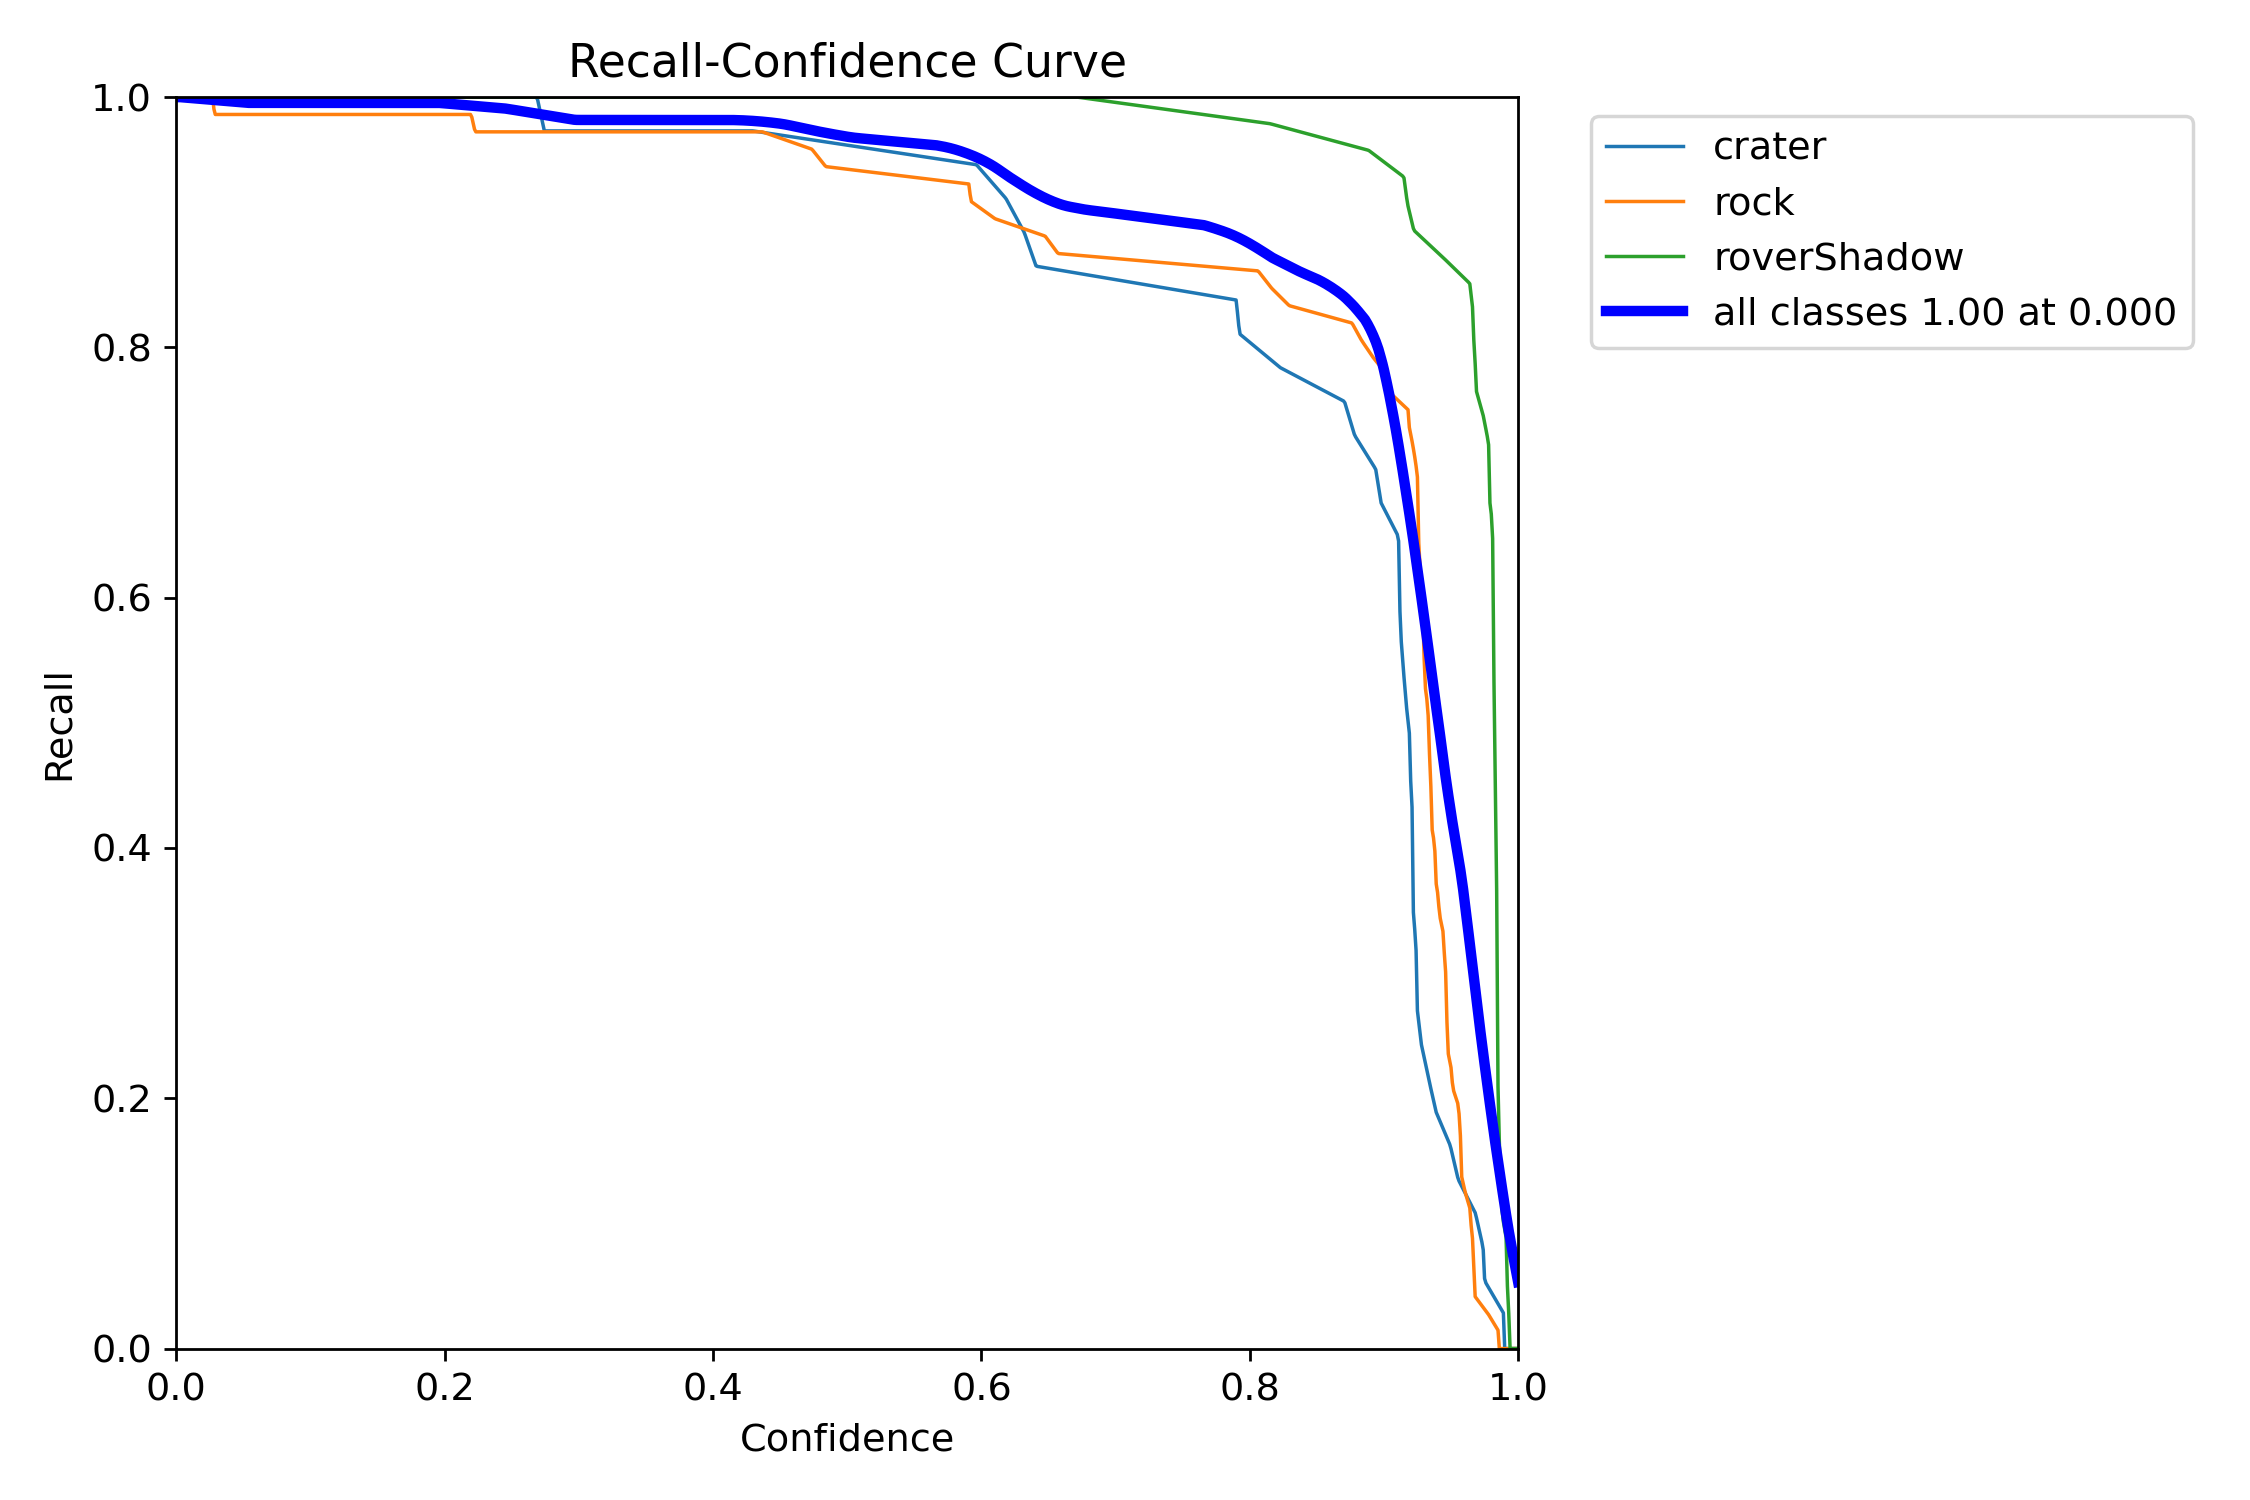 Recall-Confidence Curve
1.0
0.8
0.6
0.4
0.2
0.0
Recall
0.0 0.2 0.4 0.6 0.8 1.0
Confidence
crater
rock
roverShadow
all classes 1.00 at 0.000